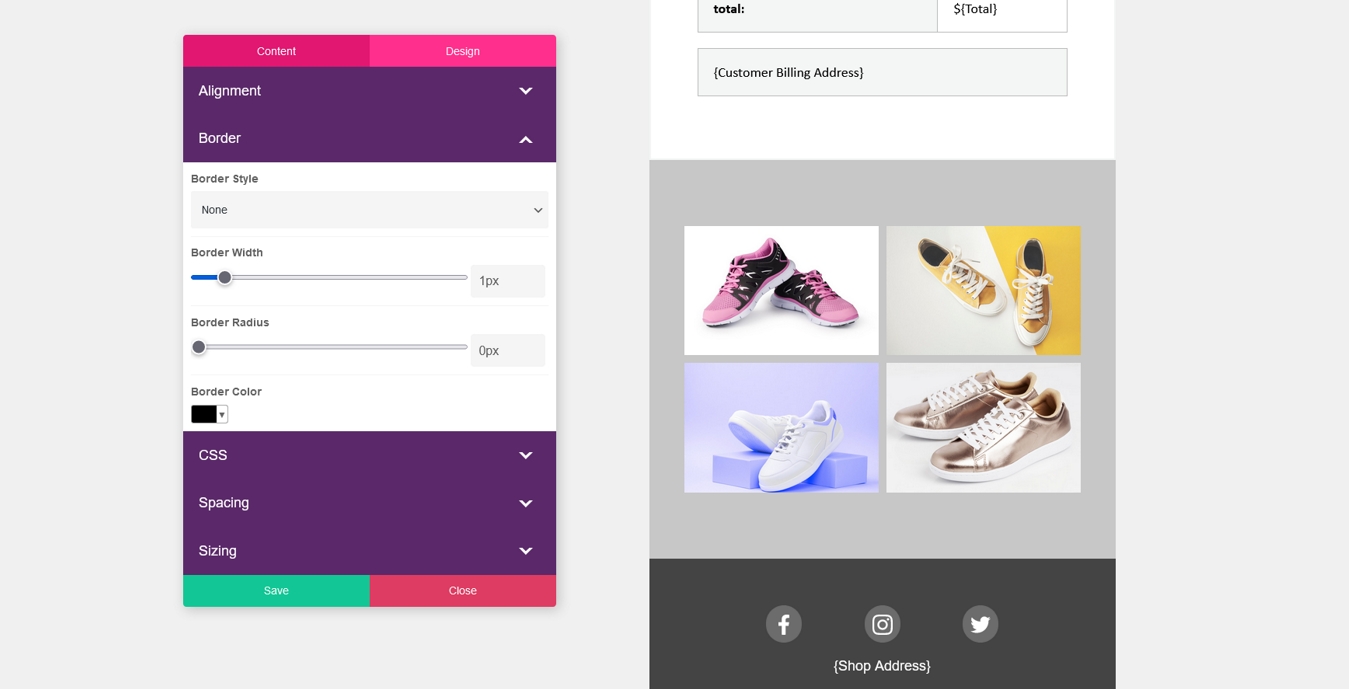 Content
Design
Alignment
Border
Border Style
None
Border Width
1px
Border Radius
0px
Border Color
CSS
Spacing
Sizing
Save
Close
total:
${Total}
{Customer Billing Address}
{Shop Address}